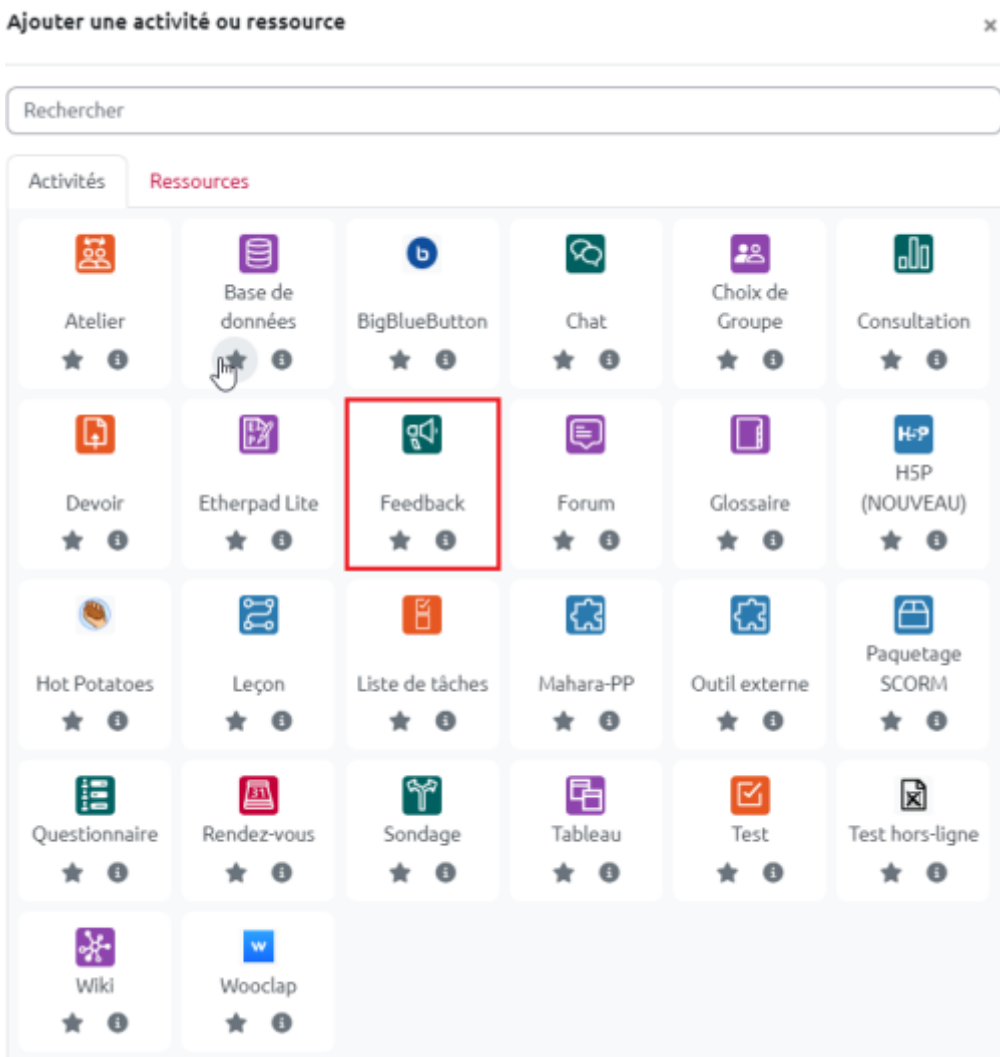 Ajouter une activité ou ressource
×
Rechercher
Activités
Ressources
Atelier
Base de
données
BigBlueButton
Chat
Choix de
Groupe
Consultation
Devoir
Etherpad Lite
Feedback
Forum
Glossaire
H5P
H5P
(NOUVEAU)
Hot Potatoes
Leçon
Liste de tâches
Mahara-PP
Outil externe
Paquetage
SCORM
Questionnaire
31
Rendez-vous
Sondage
Tableau
Test
Test hors-ligne
Wiki
W
Wooclap